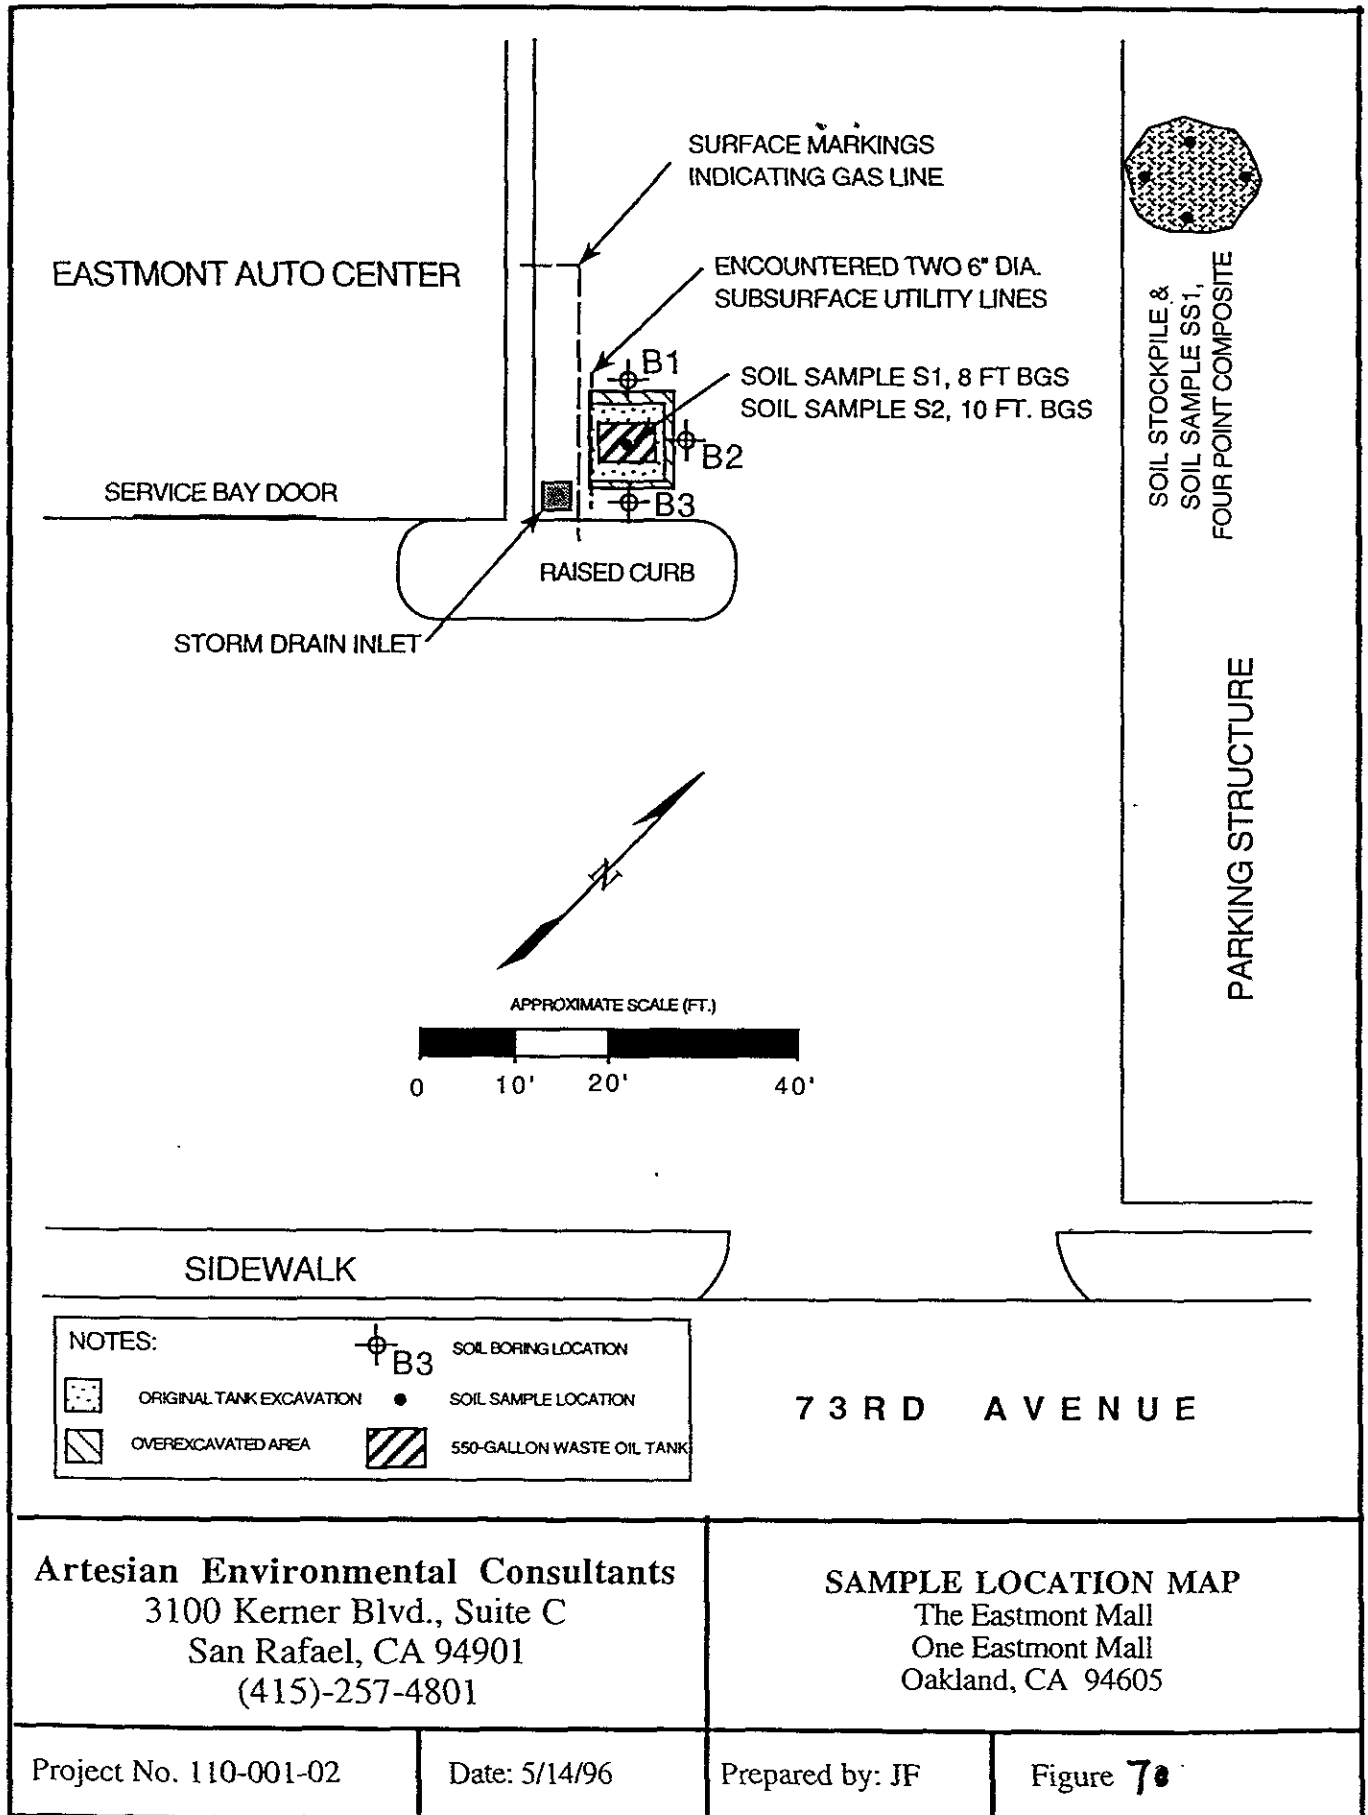 SURFACE MARKINGS
INDICATING GAS LINE
EASTMONT AUTO CENTER
ENCOUNTERED TWO 6" DIA.
SUBSURFACE UTILITY LINES
B1
SOIL SAMPLE S1, 8 FT BGS
SOIL SAMPLE S2, 10 FT. BGS
B2
B3
SERVICE BAY DOOR
RAISED CURB
STORM DRAIN INLET
SOIL STOCKPILE &
SOIL SAMPLE SS1,
FOUR POINT COMPOSITE
PARKING STRUCTURE
N
APPROXIMATE SCALE (FT.)
0 10' 20' 40'
SIDEWALK
NOTES:
B3 SOIL BORING LOCATION
ORIGINAL TANK EXCAVATION
SOIL SAMPLE LOCATION
OVEREXCAVATED AREA
550-GALLON WASTE OIL TANK
73RD AVENUE
Artesian Environmental Consultants
3100 Kerner Blvd., Suite C
San Rafael, CA 94901
(415)-257-4801
SAMPLE LOCATION MAP
The Eastmont Mall
One Eastmont Mall
Oakland, CA 94605
Project No. 110-001-02
Date: 5/14/96
Prepared by: JF
Figure